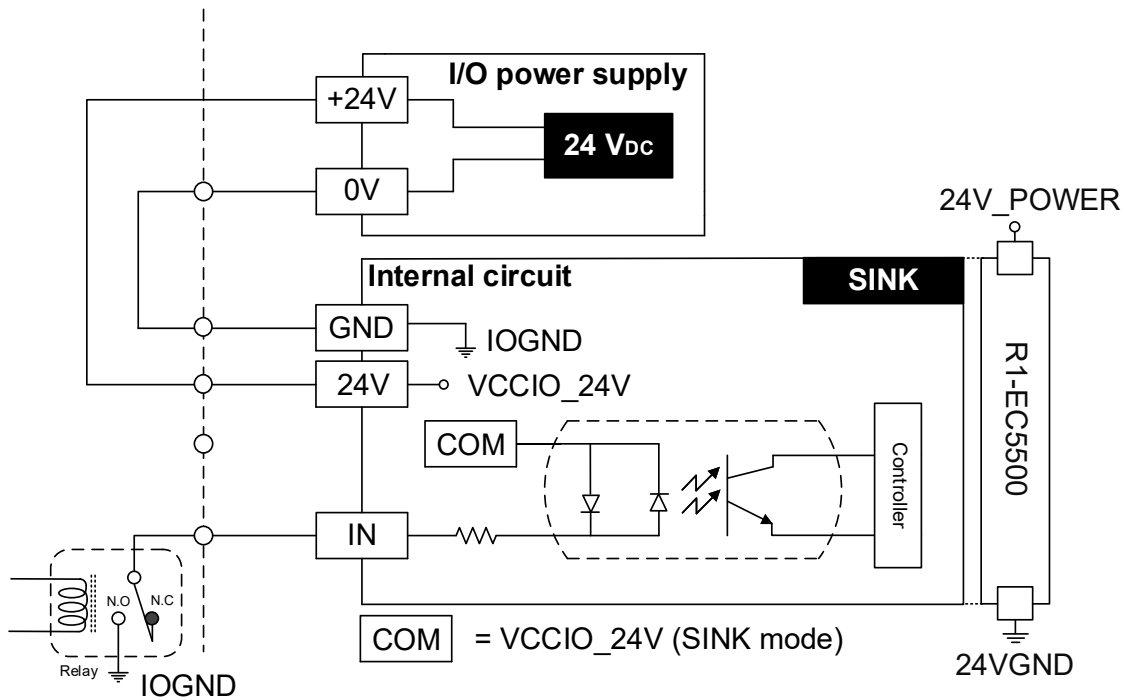 I/O power supply
+24V
24 VDC
0V
24V_POWER
Internal circuit
SINK
GND
IOGND
24V
VCCIO_24V
R1-EC5500
COM
Controller
IN
N.O
N.C
COM = VCCIO_24V (SINK mode)
Relay
IOGND
24VGND